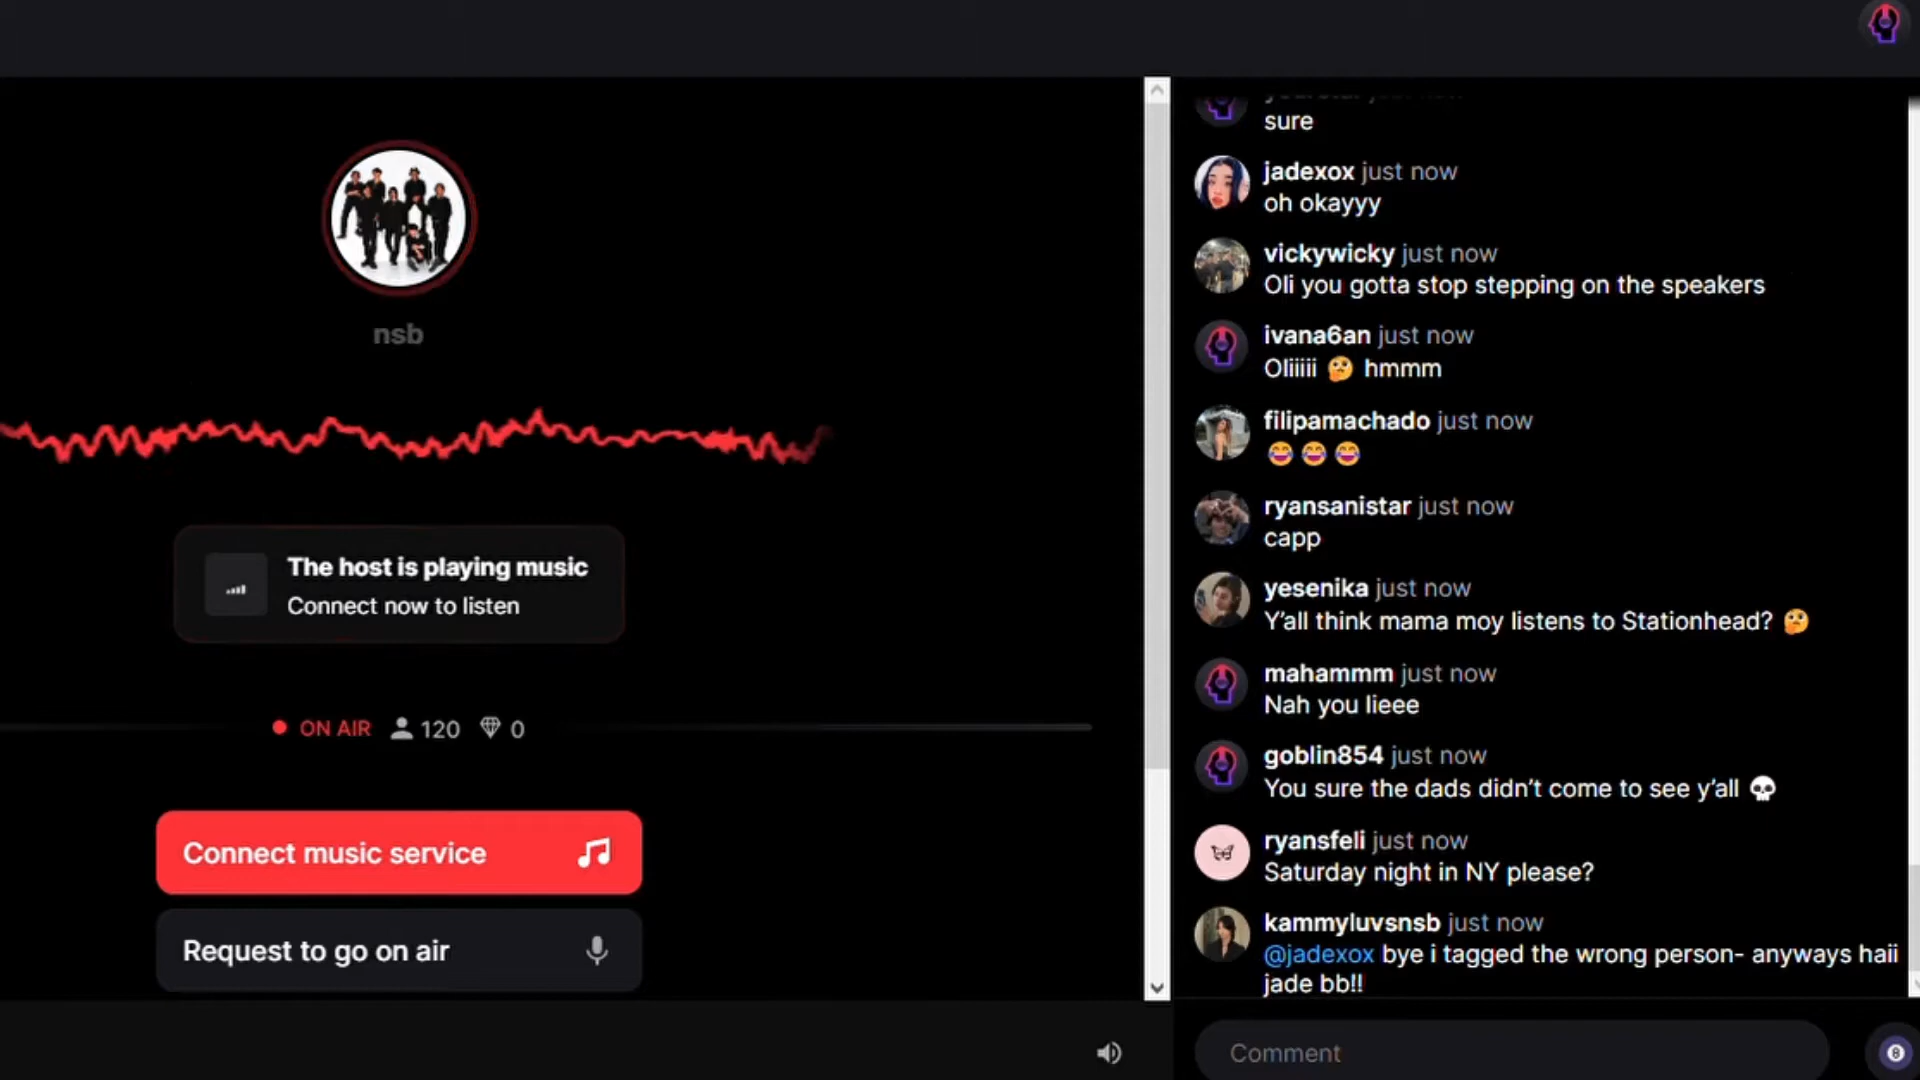 nsb
The host is playing music
Connect now to listen
ON AIR 120 0
Connect music service
Request to go on air
sure
jadexox just now
oh okayyy
vickywicky just now
Oli you gotta stop stepping on the speakers
ivana6an just now
Oliiiii 🤔 hmmm
filipamachado just now
😂 😂 😂
ryansanistar just now
capp
yesenika just now
Y’all think mama moy listens to Stationhead? 🤔
mahammm just now
Nah you lieee
goblin854 just now
You sure the dads didn’t come to see y’all 💀
ryansfeli just now
Saturday night in NY please?
kammyluvsnsb just now
@jadexox bye i tagged the wrong person- anyways haii
jade bb!!
Comment